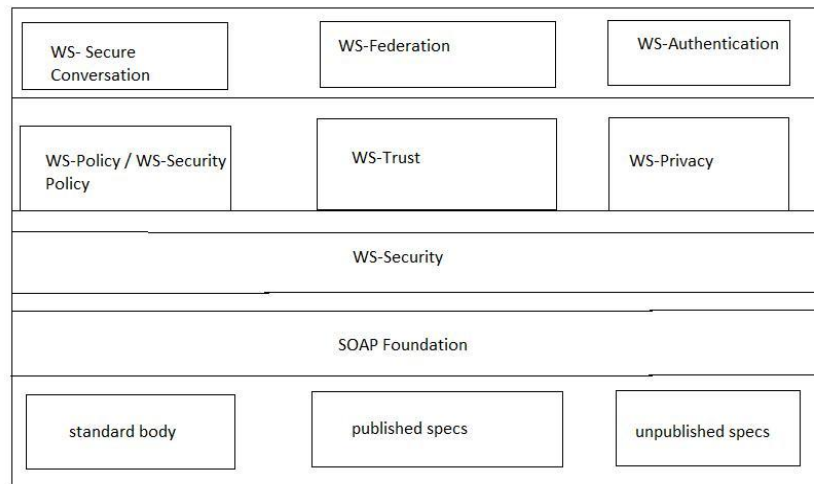 WS- Secure
Conversation
WS-Federation
WS-Authentication
WS-Policy / WS-Security
Policy
WS-Trust
WS-Privacy
WS-Security
SOAP Foundation
standard body
published specs
unpublished specs